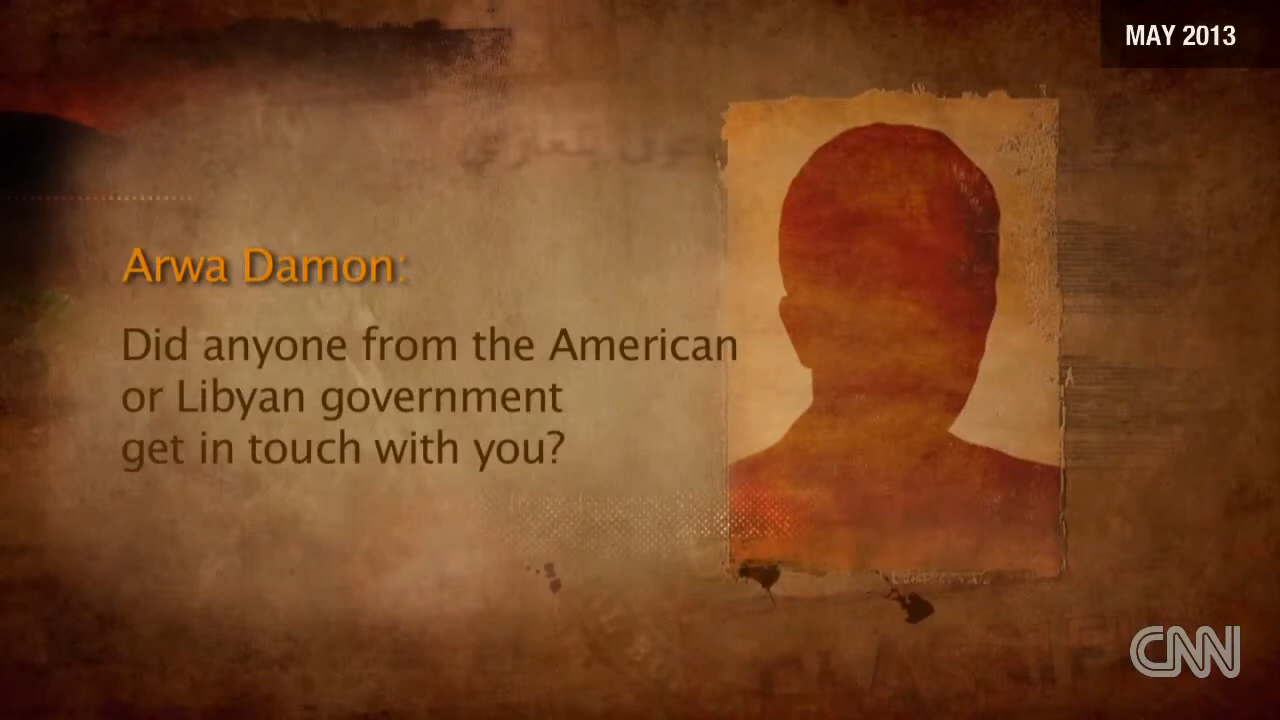 MAY 2013
Arwa Damon:
Did anyone from the American
or Libyan government
get in touch with you?
CNN